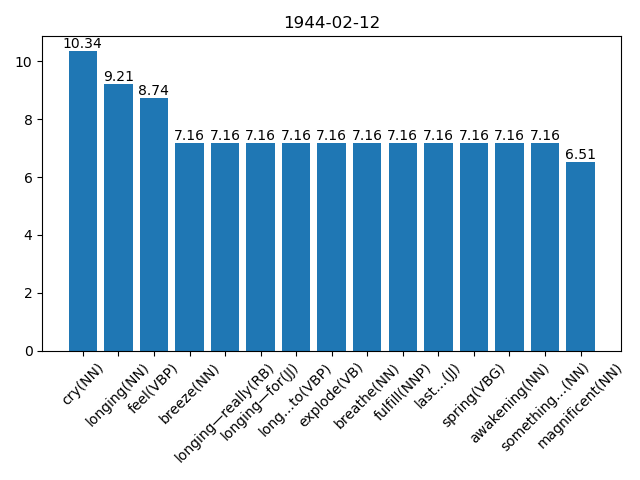 1944-02-12
10.34 9.21 8.74 7.16 7.16 7.16 7.16 7.16 7.16 7.16 7.16 7.16 7.16 7.16 6.51
10
8
6
4
2
0
cry(NN)
longing(NN)
feel(VBP)
breeze(NN)
longing—really(RB)
longing—for(JJ)
long...to(VBP)
explode(VB)
breathe(NN)
fulfill(NNP)
last...(JJ)
spring(VBG)
awakening(NN)
something...(NN)
magnificent(NN)